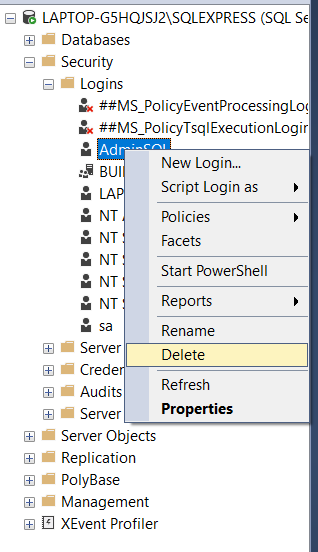 LAPTOP-G5HQJSJ2\SQLEXPRESS (SQL Se
Databases
Security
Logins
##MS_PolicyEventProcessingLo
##MS_PolicyTsqlExecutionLogin
AdminSQL
BUI
LAP
NT A
NT S
NT S
NT S
NT S
sa
Server
Creden
Audits
Server
Server Objects
Replication
PolyBase
Management
XEvent Profiler
New Login...
Script Login as
Policies
Facets
Start PowerShell
Reports
Rename
Delete
Refresh
Properties